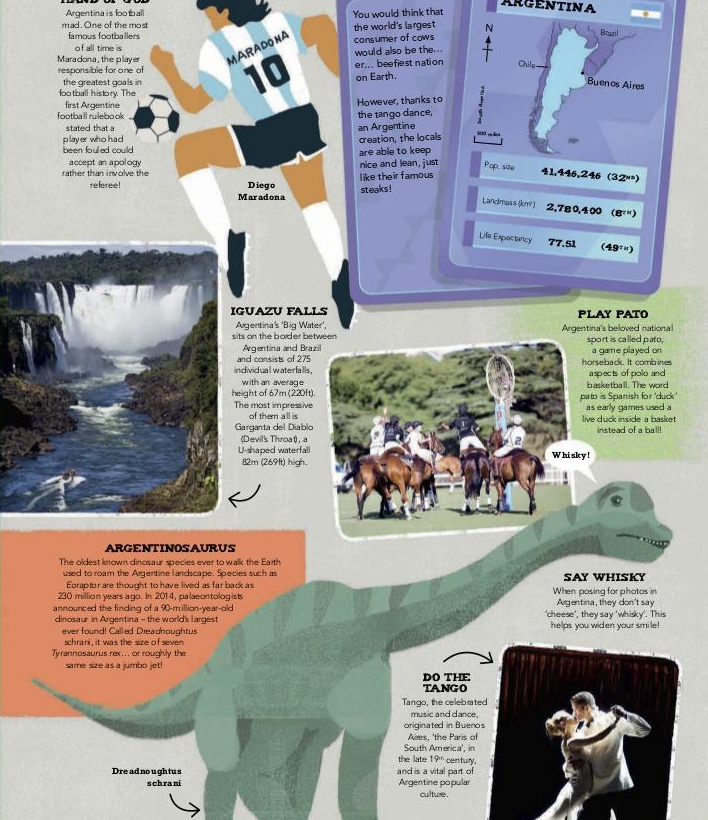 HAND OF GOD
Argentina is football
mad. One of the most
famous footballers
of all time is
Maradona, the player
responsible for one of
the greatest goals in
football history. The
first Argentine
football rulebook
stated that a
player who had
been fouled could
accept an apology
rather than involve the
referee!
MARADONA
10
Diego
Maradona
You would think that
the world's largest
consumer of cows
would also be the…
er… beefiest nation
on Earth.
However, thanks to
the tango dance,
an Argentine
creation, the locals
are able to keep
nice and lean, just
like their famous
steaks!
ARGENTINA
N
Brazil
Chile
Buenos Aires
South America
500 miles
Pop. size 41,446,246 (32ND)
Landmass (km²) 2,780,400 (8TH)
Life Expectancy 77.51 (49TH)
IGUAZU FALLS
Argentina's 'Big Water',
sits on the border between
Argentina and Brazil
and consists of 275
individual waterfalls,
with an average
height of 67m (220ft).
The most impressive
of them all is
Garganta del Diablo
(Devil's Throat), a
U-shaped waterfall
82m (269ft) high.
PLAY PATO
Argentina's beloved national
sport is called pato,
a game played on
horseback. It combines
aspects of polo and
basketball. The word
pato is Spanish for 'duck'
as early games used a
live duck inside a basket
instead of a ball!
Whisky!
ARGENTINOSAURUS
The oldest known dinosaur species ever to walk the Earth
used to roam the Argentine landscape. Species such as
Eoraptor are thought to have lived as far back as
230 million years ago. In 2014, palaeontologists
announced the finding of a 90-million-year-old
dinosaur in Argentina – the world's largest
ever found! Called Dreadnoughtus
schrani, it was the size of seven
Tyrannosaurus rex… or roughly the
same size as a jumbo jet!
SAY WHISKY
When posing for photos in
Argentina, they don't say
'cheese', they say 'whisky'. This
helps you widen your smile!
DO THE
TANGO
Tango, the celebrated
music and dance,
originated in Buenos
Aires, 'the Paris of
South America', in
the late 19th century,
and is a vital part of
Argentine popular
culture.
Dreadnoughtus
schrani